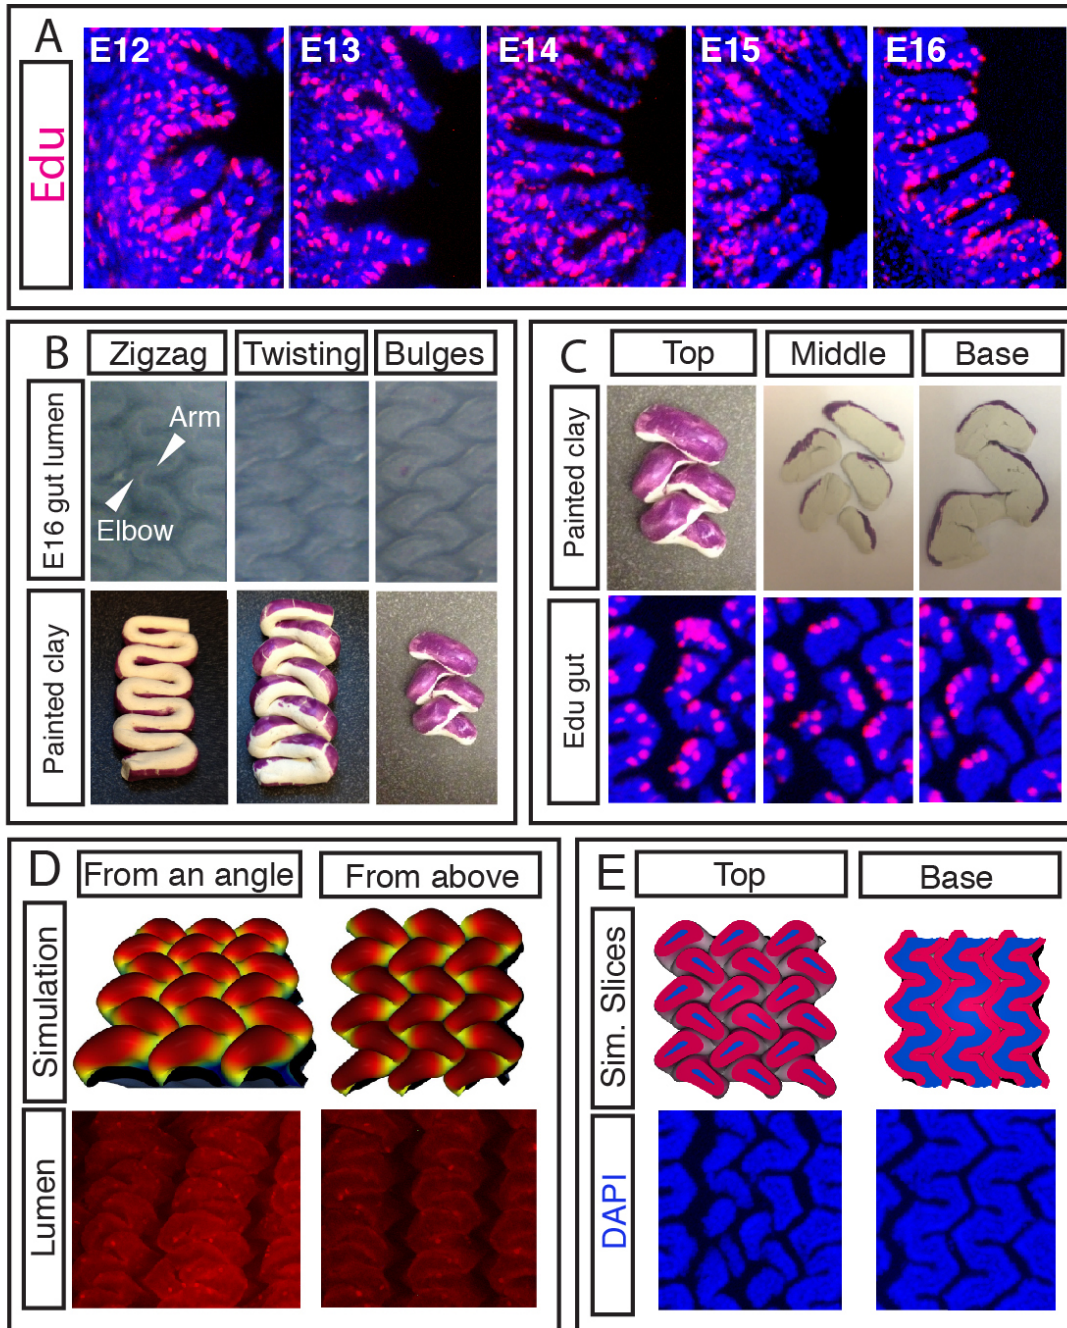 A
E12
E13
E14
E15
E16
Edu
B
Zigzag
Twisting
Bulges
E16 gut lumen
Arm
Elbow
Painted clay
C
Top
Middle
Base
Painted clay
Edu gut
D
From an angle
From above
Simulation
Lumen
E
Top
Base
Sim. Slices
DAPI